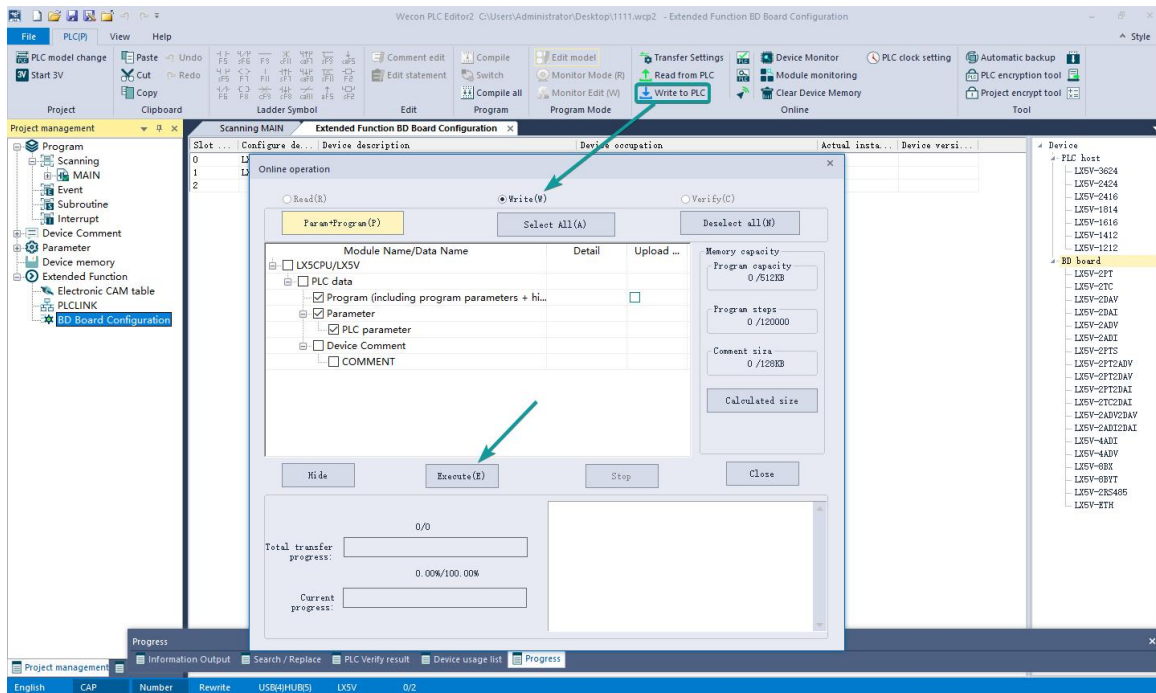 Wecon PLC Editor2 C:\Users\Administrator\Desktop\1111.wcp2 - Extended Function BD Board Configuration
File PLC(P) View Help Style
PLC model change Paste Undo Comment edit Compile Edit model Transfer Settings Device Monitor PLC clock setting Automatic backup
Start 3V Cut Redo Edit statement Switch Monitor Mode (R) Read from PLC Module monitoring PLC encryption tool
Copy Compile all Monitor Edit (W) Write to PLC Clear Device Memory Project encrypt tool
Project Clipboard Ladder Symbol Edit Program Program Mode Online Tool
Project management
Program
Scanning
MAIN
Event
Subroutine
Interrupt
Device Comment
Parameter
Device memory
Extended Function
Electronic CAM table
PLCLINK
BD Board Configuration
Scanning MAIN Extended Function BD Board Configuration
Slot ... Configure de... Device description Device occupation Actual insta... Device versi...
0
1
2
Online operation
Read(R) Write(W) Verify(C)
Param+Program(P) Select All(A) Deselect all(N)
Module Name/Data Name Detail Upload ...
LX5CPU/LX5V
PLC data
Program (including program parameters + hi...
Parameter
PLC parameter
Device Comment
COMMENT
Memory capacity
Program capacity
0 /512KB
Program steps
0 /120000
Comment size
0 /128KB
Calculated size
Hide Execute(E) Stop Close
0/0
Total transfer
progress:
0.00%/100.00%
Current
progress:
Device
PLC host
LX5V-3624
LX5V-2424
LX5V-2416
LX5V-1814
LX5V-1616
LX5V-1412
LX5V-1212
BD board
LX5V-2PT
LX5V-2TC
LX5V-2DAV
LX5V-2DAI
LX5V-2ADV
LX5V-2ADI
LX5V-2PTS
LX5V-2PT2ADV
LX5V-2PT2DAV
LX5V-2PT2DAI
LX5V-2TC2DAI
LX5V-2ADV2DAV
LX5V-2ADI2DAI
LX5V-4ADI
LX5V-4ADV
LX5V-8BX
LX5V-8BYT
LX5V-2RS485
LX5V-ETH
Progress
Project management Information Output Search / Replace PLC Verify result Device usage list Progress
English CAP Number Rewrite USB(4)HUB(5) LX5V 0/2